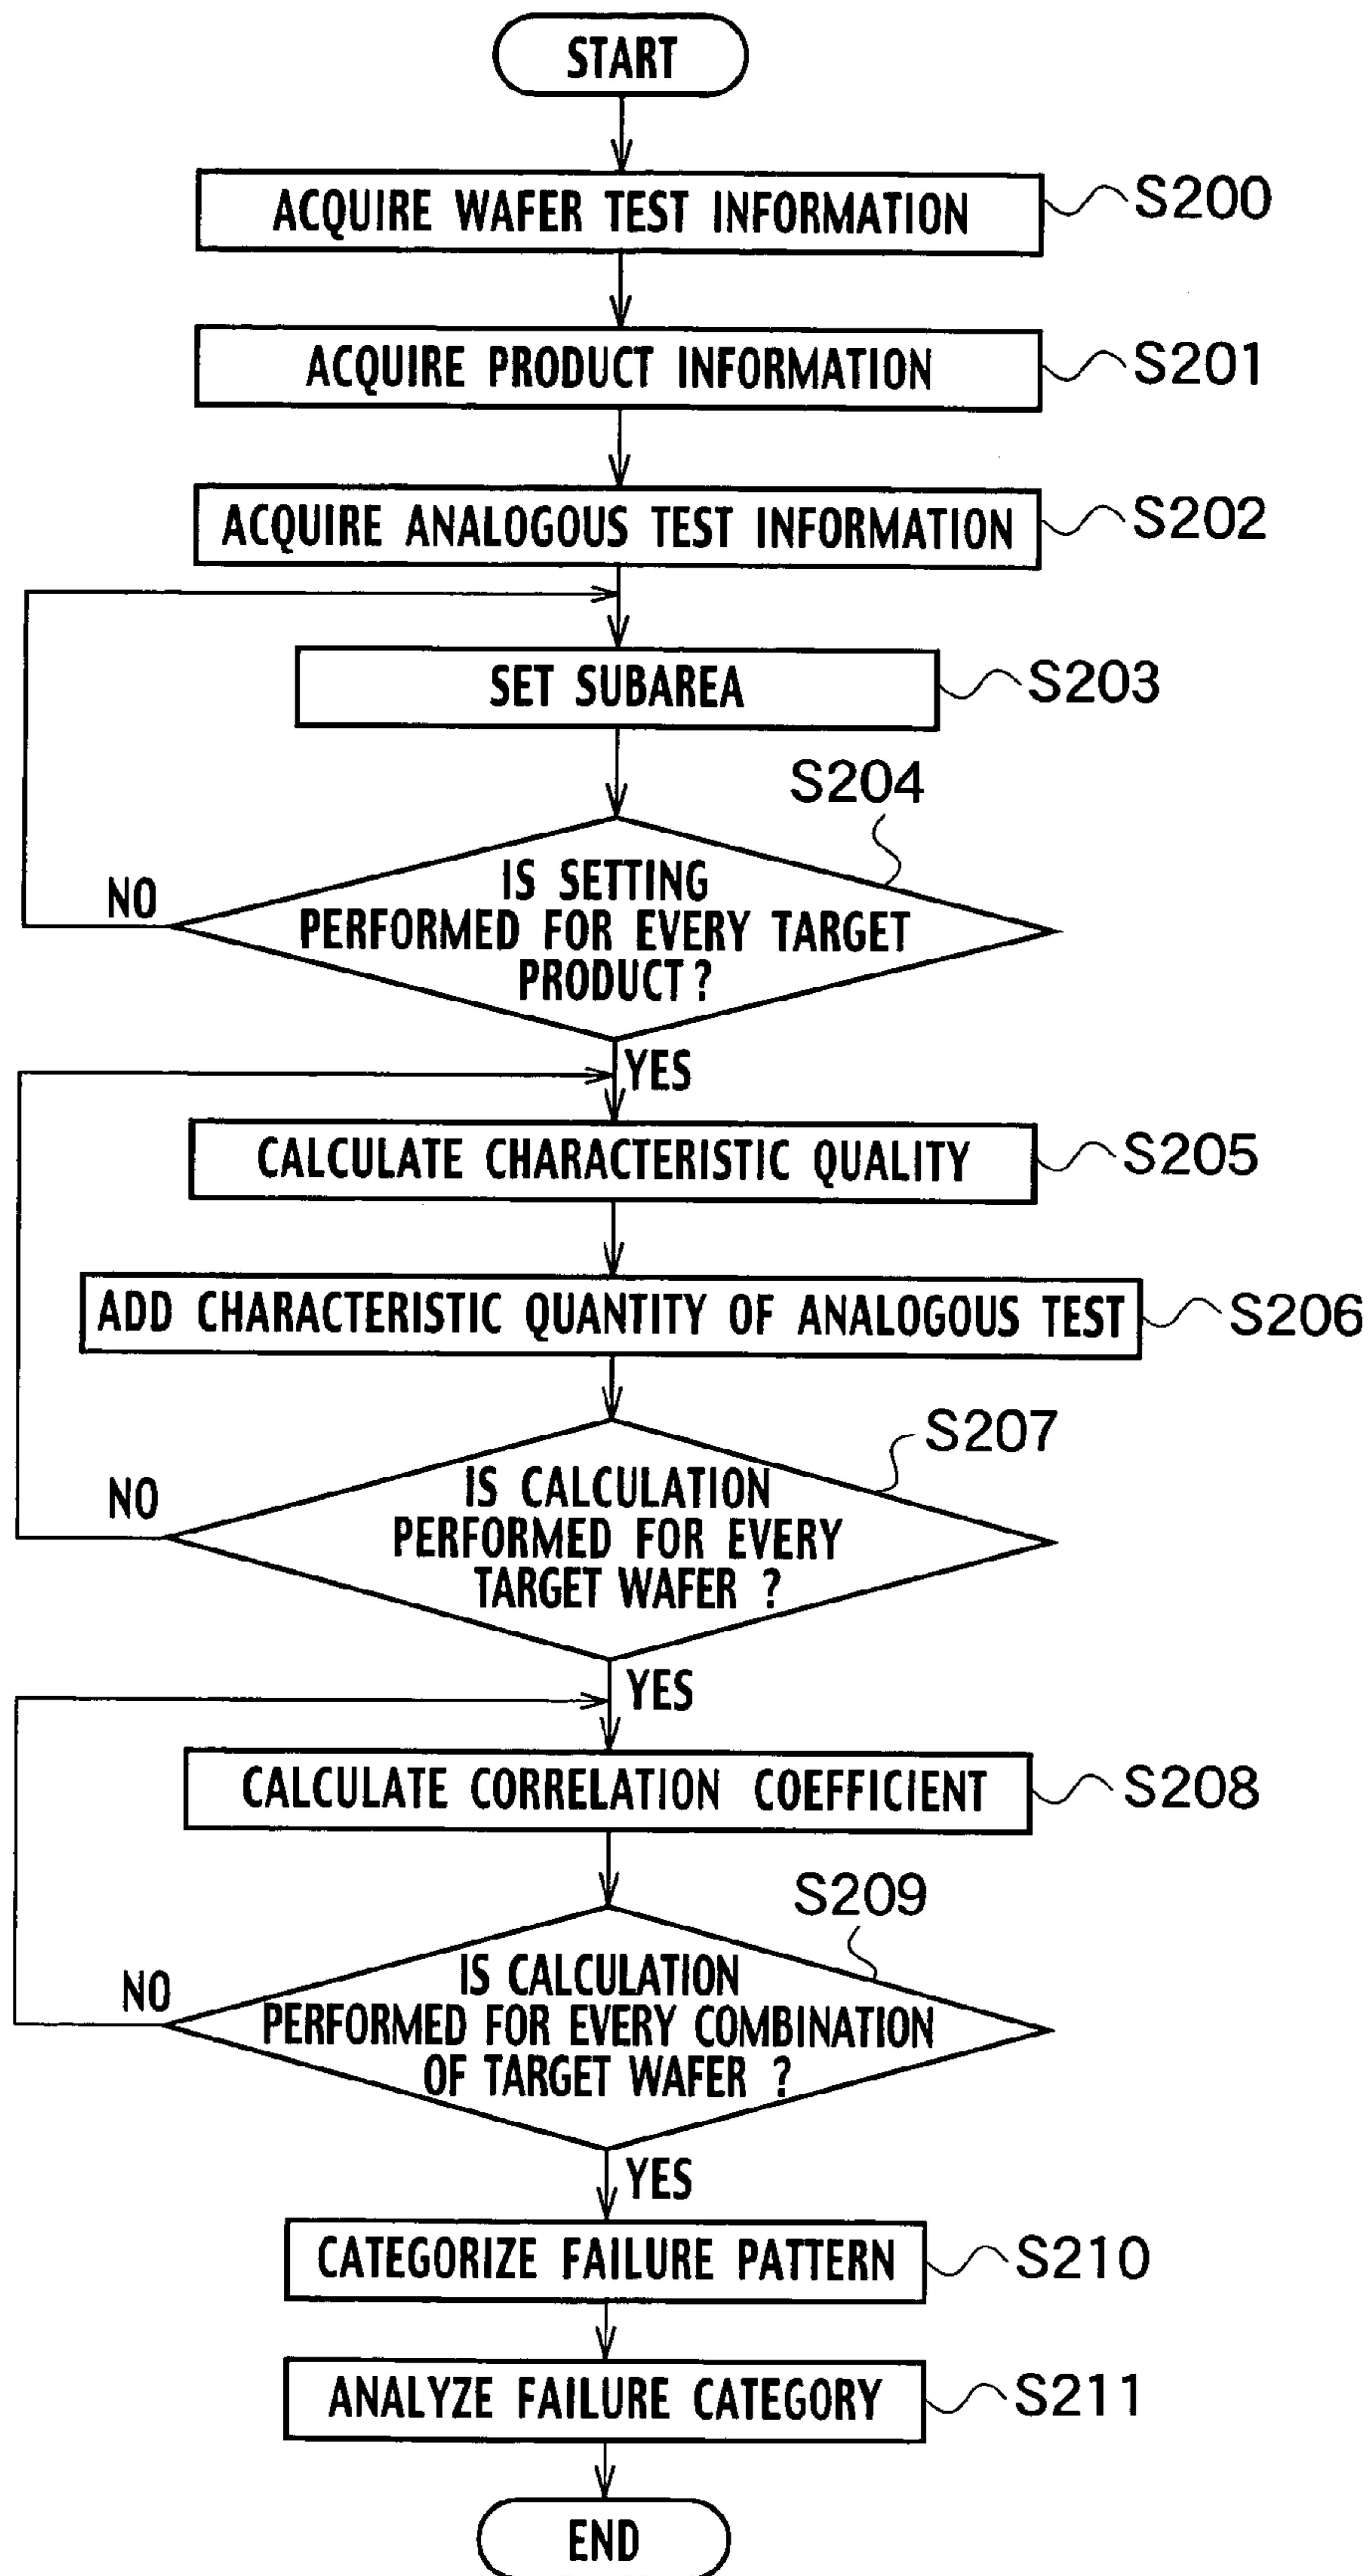 START
ACQUIRE WAFER TEST INFORMATION
S200
ACQUIRE PRODUCT INFORMATION
S201
ACQUIRE ANALOGOUS TEST INFORMATION
S202
SET SUBAREA
S203
S204
IS SETTING
PERFORMED FOR EVERY TARGET
PRODUCT?
NO
YES
CALCULATE CHARACTERISTIC QUALITY
S205
ADD CHARACTERISTIC QUANTITY OF ANALOGOUS TEST
S206
S207
IS CALCULATION
PERFORMED FOR EVERY
TARGET WAFER ?
NO
YES
CALCULATE CORRELATION COEFFICIENT
S208
S209
IS CALCULATION
PERFORMED FOR EVERY COMBINATION
OF TARGET WAFER ?
NO
YES
CATEGORIZE FAILURE PATTERN
S210
ANALYZE FAILURE CATEGORY
S211
END